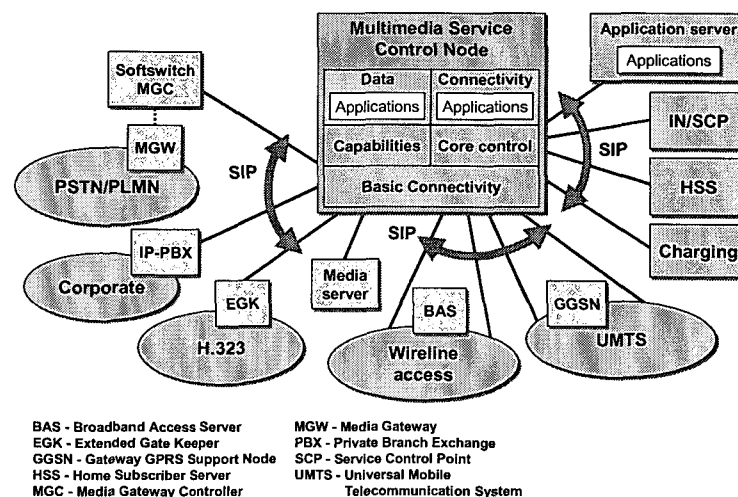 Multimedia Service
Control Node
Data
Connectivity
Applications
Applications
Capabilities
Core control
Basic Connectivity
Application server
Applications
Softswitch
MGC
MGW
PSTN/PLMN
SIP
SIP
SIP
IN/SCP
HSS
Charging
IP-PBX
Corporate
EGK
H.323
Media
server
BAS
Wireline
access
GGSN
UMTS
BAS - Broadband Access Server
EGK - Extended Gate Keeper
GGSN - Gateway GPRS Support Node
HSS - Home Subscriber Server
MGC - Media Gateway Controller
MGW - Media Gateway
PBX - Private Branch Exchange
SCP - Service Control Point
UMTS - Universal Mobile
Telecommunication System